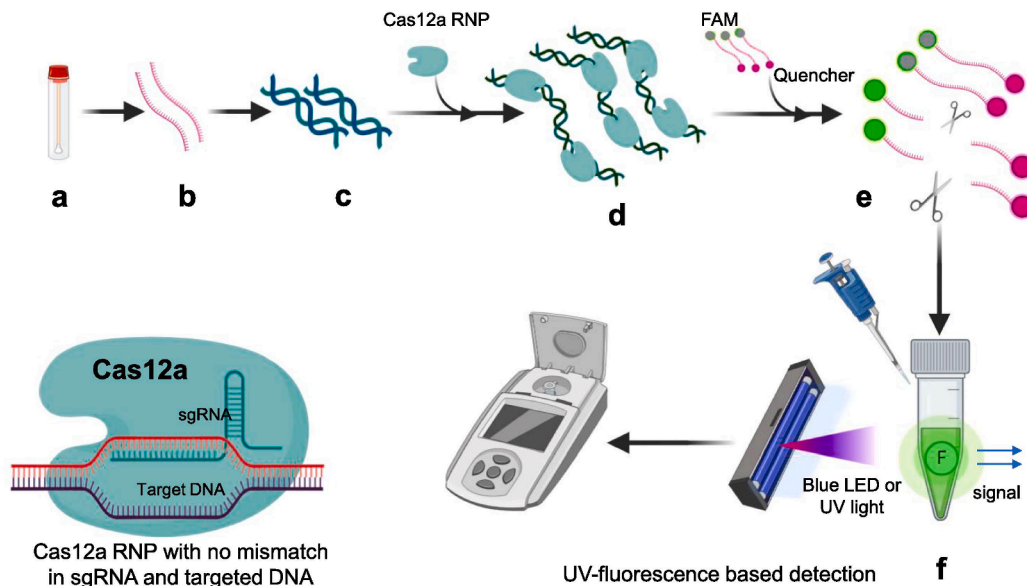 Cas12a RNP
FAM
Quencher
a
b
c
d
e
Cas12a
sgRNA
Target DNA
Cas12a RNP with no mismatch
in sgRNA and targeted DNA
Blue LED or
UV light
F
signal
f
UV-fluorescence based detection